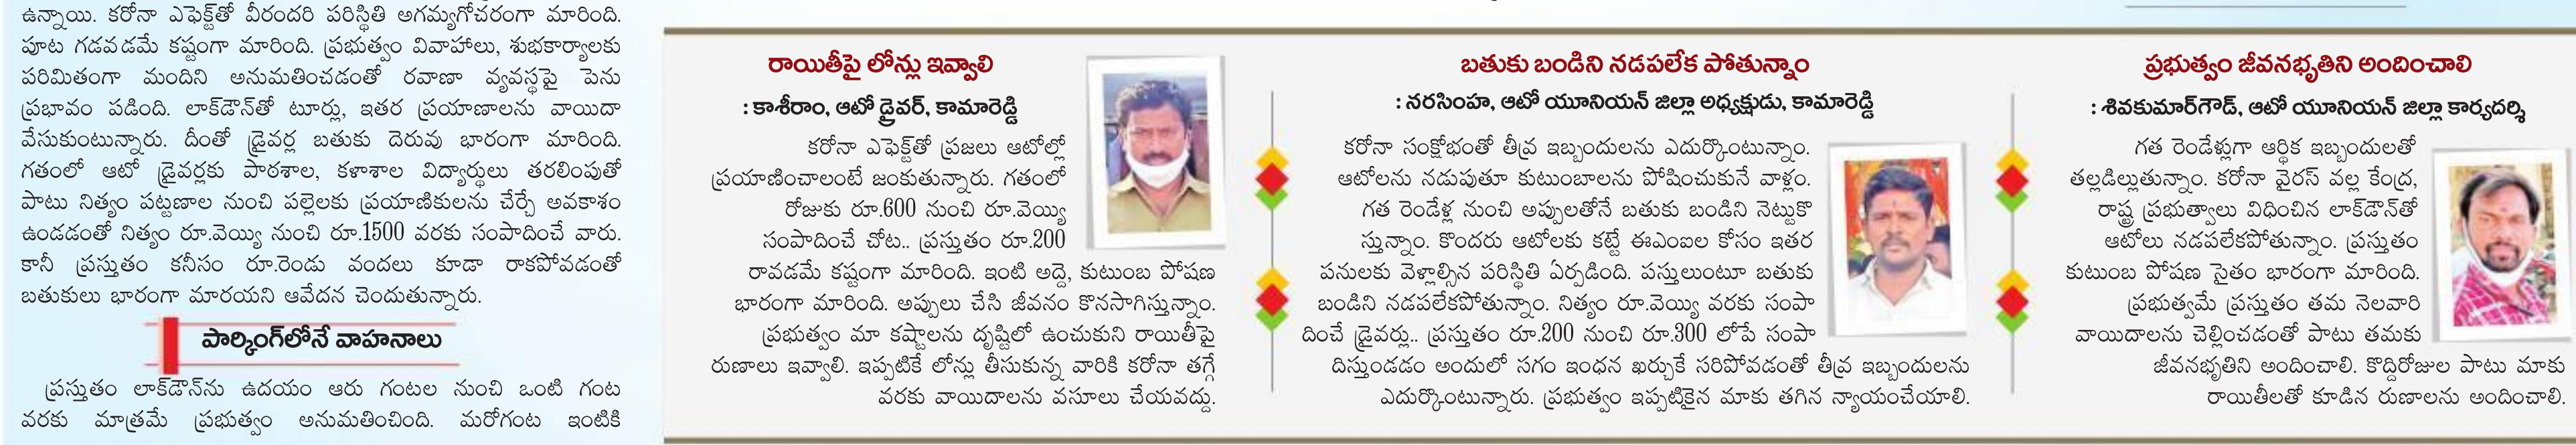 ఉన్నాయి. కరోనా ఎఫెక్ట్‌తో వీరందరి పరిస్థితి అగమ్యగోచరంగా మారింది.
పూట గడవడమే కష్టంగా మారింది. ప్రభుత్వం వివాహాలు, శుభకార్యాలకు
పరిమితంగా మందిని అనుమతించడంతో రవాణా వ్యవస్థపై పెను
ప్రభావం పడింది. లాక్‌డౌన్‌తో టూర్లు, ఇతర ప్రయాణాలను వాయిదా
వేసుకుంటున్నారు. దీంతో డ్రైవర్ల బతుకు దెరువు భారంగా మారింది.
గతంలో ఆటో డ్రైవర్లకు పాఠశాల, కళాశాల విద్యార్థులు తరలింపుతో
పాటు నిత్యం పట్టణాల నుంచి పల్లెలకు ప్రయాణికులను చేర్చే అవకాశం
ఉండడంతో నిత్యం రూ.వెయ్యి నుంచి రూ.1500 వరకు సంపాదించే వారు.
కానీ ప్రస్తుతం కనీసం రూ.రెండు వందలు కూడా రాకపోవడంతో
బతుకులు భారంగా మారయని ఆవేదన చెందుతున్నారు.
పార్కింగ్‌లోనే వాహనాలు
ప్రస్తుతం లాక్‌డౌన్‌ను ఉదయం ఆరు గంటల నుంచి ఒంటి గంట
వరకు మాత్రమే ప్రభుత్వం అనుమతించింది. మరోగంట ఇంటికి
రాయితీపై లోన్లు ఇవ్వాలి
: కాశీరాం, ఆటో డ్రైవర్, కామారెడ్డి
కరోనా ఎఫెక్ట్‌తో ప్రజలు ఆటోల్లో
ప్రయాణించాలంటే జంకుతున్నారు. గతంలో
రోజుకు రూ.600 నుంచి రూ.వెయ్యి
సంపాదించే చోట.. ప్రస్తుతం రూ.200
రావడమే కష్టంగా మారింది. ఇంటి అద్దె, కుటుంబ పోషణ
భారంగా మారింది. అప్పులు చేసి జీవనం కొనసాగిస్తున్నాం.
ప్రభుత్వం మా కష్టాలను దృష్టిలో ఉంచుకుని రాయితీపై
రుణాలు ఇవ్వాలి. ఇప్పటికే లోన్లు తీసుకున్న వారికి కరోనా తగ్గే
వరకు వాయిదాలను వసూలు చేయవద్దు.
బతుకు బండిని నడపలేక పోతున్నాం
: నరసింహ, ఆటో యూనియన్ జిల్లా అధ్యక్షుడు, కామారెడ్డి
కరోనా సంక్షోభంతో తీవ్ర ఇబ్బందులను ఎదుర్కొంటున్నాం.
ఆటోలను నడుపుతూ కుటుంబాలను పోషించుకునే వాళ్లం.
గత రెండేళ్ల నుంచి అప్పులతోనే బతుకు బండిని నెట్టుకొ
స్తున్నాం. కొందరు ఆటోలకు కట్టే ఈఎంఐల కోసం ఇతర
పనులకు వెళాల్సిన పరిస్థితి ఏర్పడింది. పస్తులుంటూ బతుకు
బండిని నడపలేకపోతున్నాం. నిత్యం రూ.వెయ్యి వరకు సంపా
దించే డ్రైవర్లు.. ప్రస్తుతం రూ.200 నుంచి రూ.300 లోపే సంపా
దిస్తుండడం అందులో సగం ఇంధన ఖర్చుకే సరిపోవడంతో తీవ్ర ఇబ్బందులను
ఎదుర్కొంటున్నారు. ప్రభుత్వం ఇప్పటికైన మాకు తగిన న్యాయంచేయాలి.
ప్రభుత్వం జీవనభృతిని అందించాలి
: శివకుమార్‌గౌడ్, ఆటో యూనియన్ జిల్లా కార్యదర్శి
గత రెండేళ్లుగా ఆర్థిక ఇబ్బందులతో
తల్లడిల్లుతున్నాం. కరోనా వైరస్ వల్ల కేంద్ర,
రాష్ట్ర ప్రభుత్వాలు విధించిన లాక్‌డౌన్‌తో
ఆటోలు నడపలేకపోతున్నాం. ప్రస్తుతం
కుటుంబ పోషణ సైతం భారంగా మారింది.
ప్రభుత్వమే ప్రస్తుతం తమ నెలవారి
వాయిదాలను చెల్లించడంతో పాటు తమకు
జీవనభృతిని అందించాలి. కొద్దిరోజుల పాటు మాకు
రాయితీలతో కూడిన రుణాలను అందించాలి.